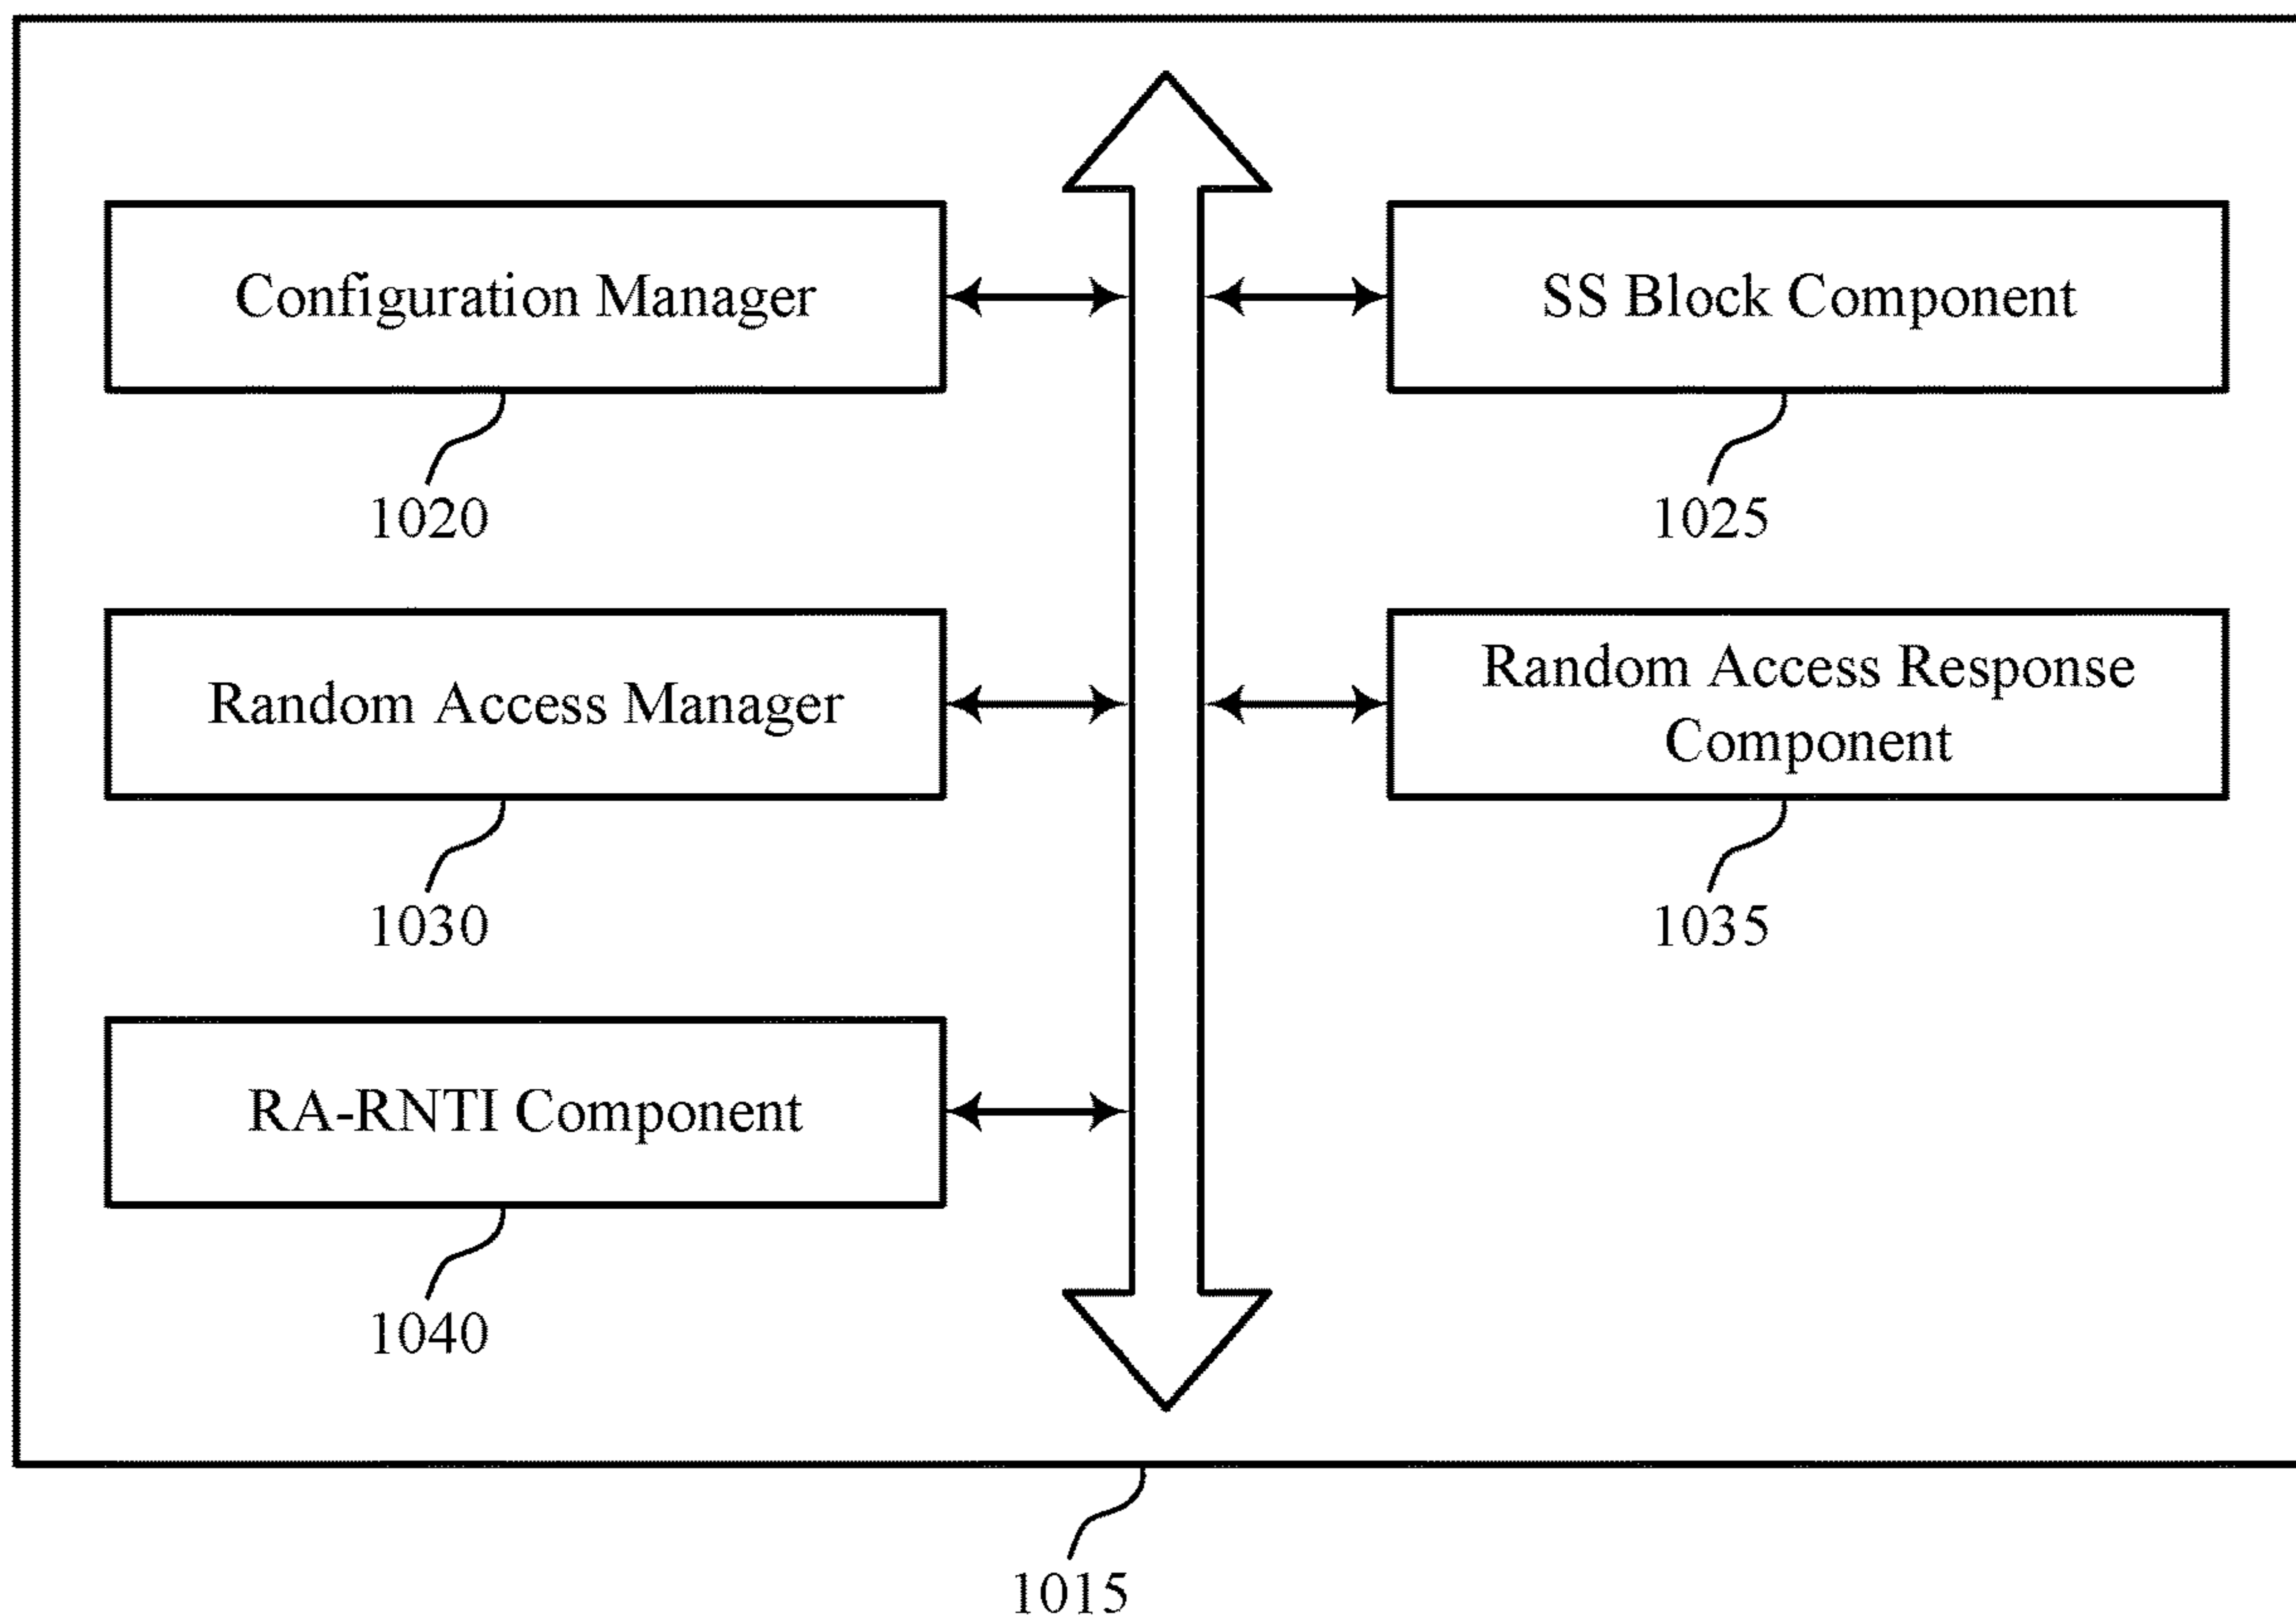 Configuration Manager
SS Block Component
1020
1025
Random Access Manager
Random Access Response
Component
1030
1035
RA-RNTI Component
1040
1015